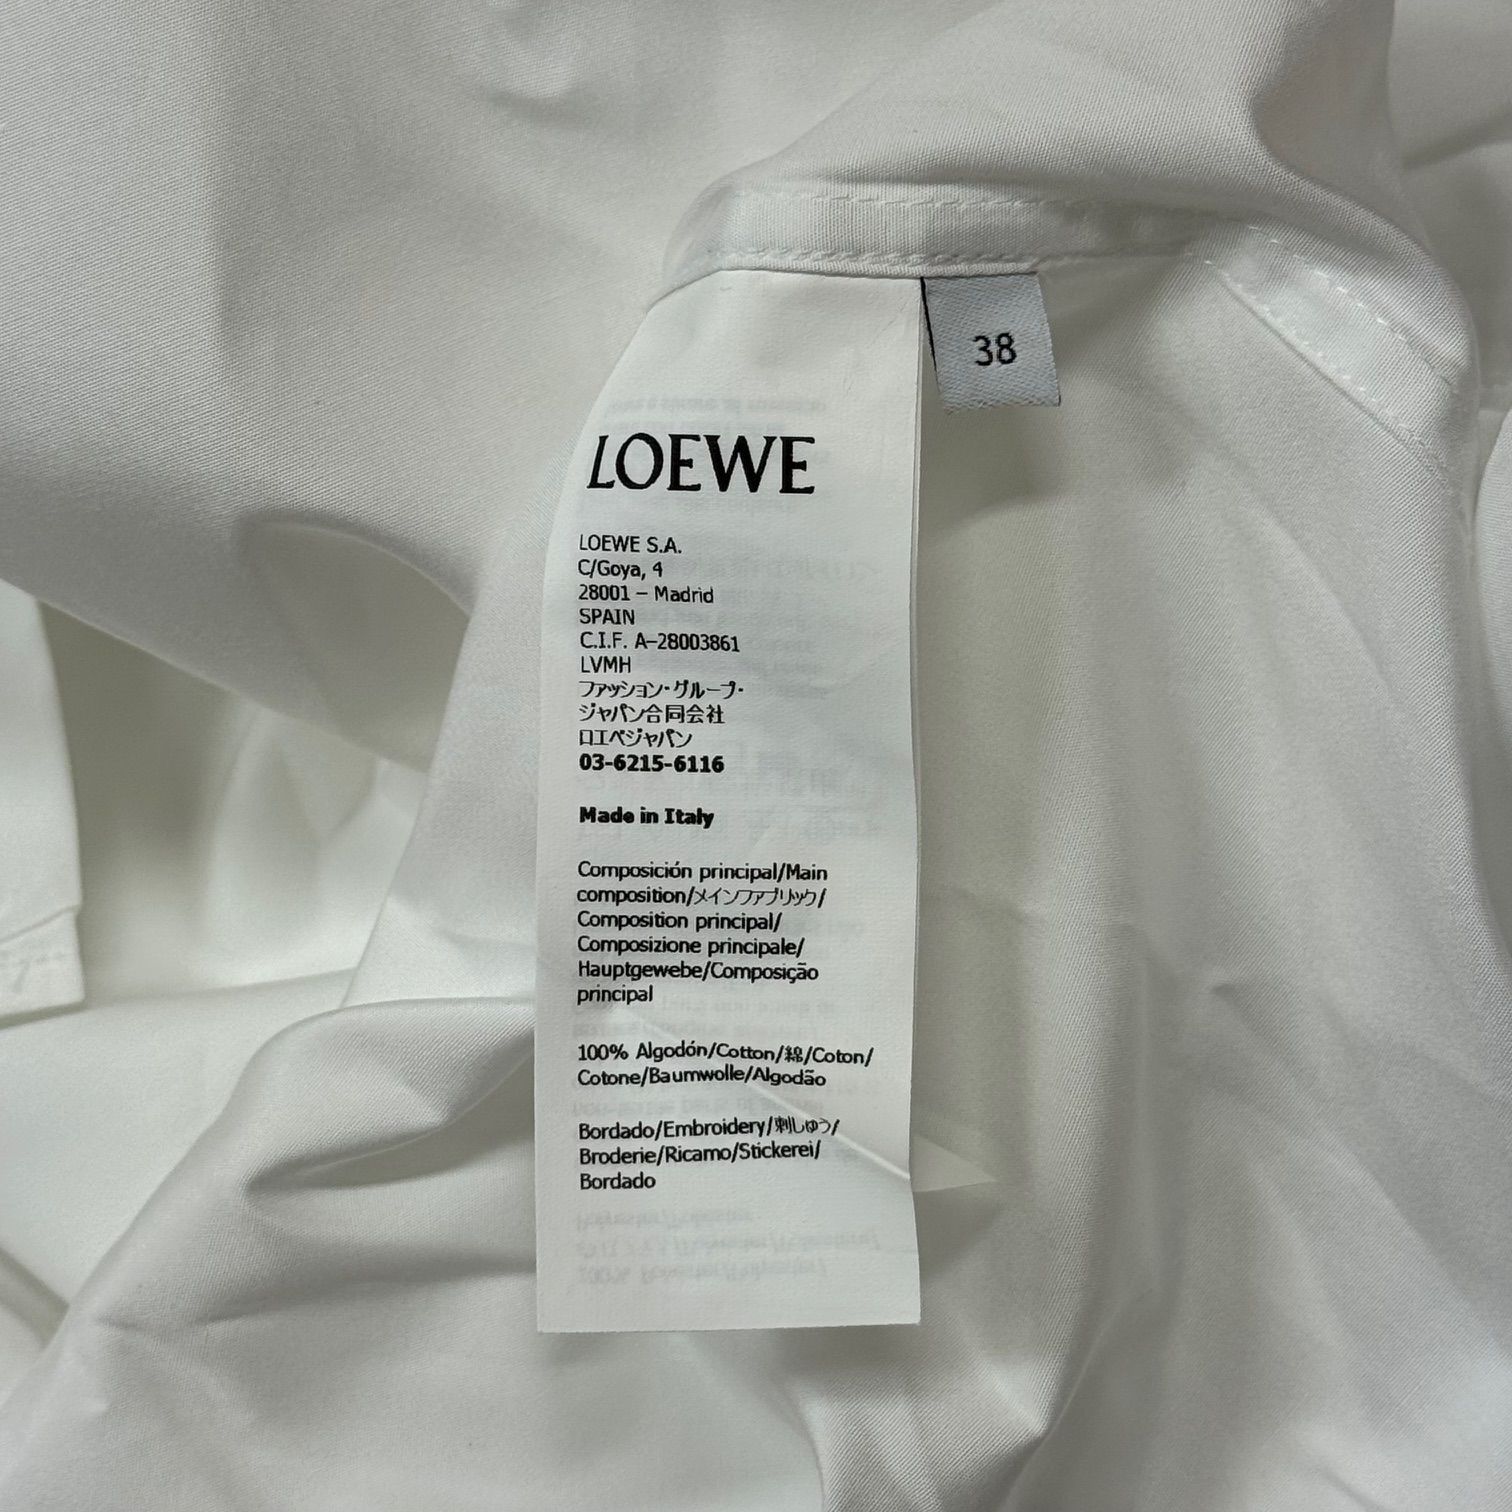 38
LOEWE
LOEWE S.A.
C/Goya, 4
28001 – Madrid
SPAIN
C.I.F. A-28003861
LVMH
ファッション・グループ・
ジャパン合同会社
ロエベジャパン
03-6215-6116
Made in Italy
Composición principal/Main
composition/メインファブリック/
Composition principal/
Composizione principale/
Hauptgewebe/Composição
principal
100% Algodón/Cotton/綿/Coton/
Cotone/Baumwolle/Algodão
Bordado/Embroidery/刺しゅう/
Broderie/Ricamo/Stickerei/
Bordado